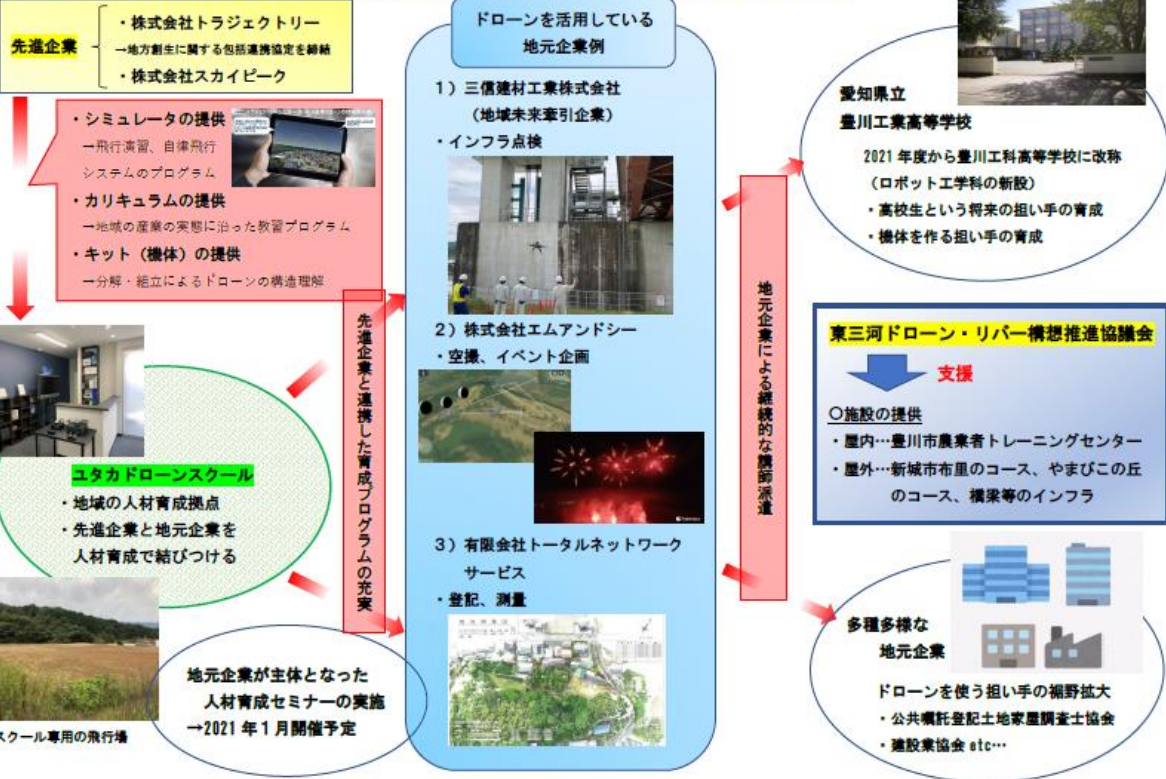 先進企業
・株式会社トラジェクトリー
→地方創生に関する包括連携協定を締結
・株式会社スカイピーク
・シミュレータの提供
→飛行演習、自律飛行
システムのプログラム
・カリキュラムの提供
→地域の産業の実態に沿った教習プログラム
・キット(機体)の提供
→分解・組立によるドローンの構造理解
ユタカドローンスクール
・地域の人材育成拠点
・先進企業と地元企業を
人材育成で結びつける
スクール専用の飛行場
地元企業が主体となった
人材育成セミナーの実施
→2021年1月開催予定
先進企業と連携した育成プログラムの充実
ドローンを活用している
地元企業例
1)三信建材工業株式会社
(地域未来牽引企業)
・インフラ点検
2)株式会社エムアンドシー
・空撮、イベント企画
3)有限会社トータルネットワーク
サービス
・登記、測量
地元企業による継続的な講師派遣
愛知県立
豊川工業高等学校
2021年度から豊川工科高等学校に改称
(ロボット工学科の新設)
・高校生という将来の担い手の育成
・機体を作る担い手の育成
東三河ドローン・リバー構想推進協議会
支援
〇施設の提供
・屋内…豊川市農業者トレーニングセンター
・屋外…新城市布里のコース、やまびこの丘
のコース、橋梁等のインフラ
多種多様な
地元企業
ドローンを使う担い手の裾野拡大
・公共嘱託登記土地家屋調査士協会
・建設業協会 etc…